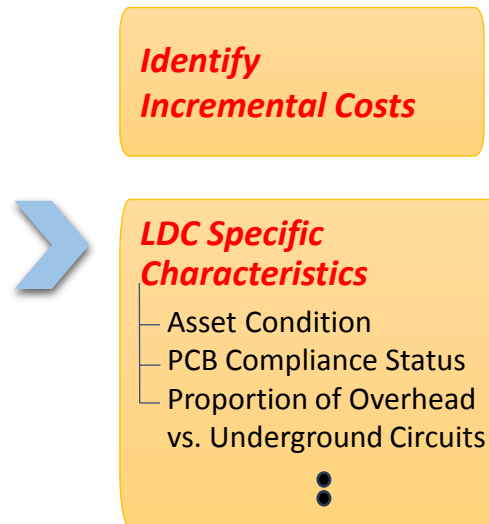 Identify
Incremental Costs
LDC Specific
Characteristics
Asset Condition
PCB Compliance Status
Proportion of Overhead
vs. Underground Circuits